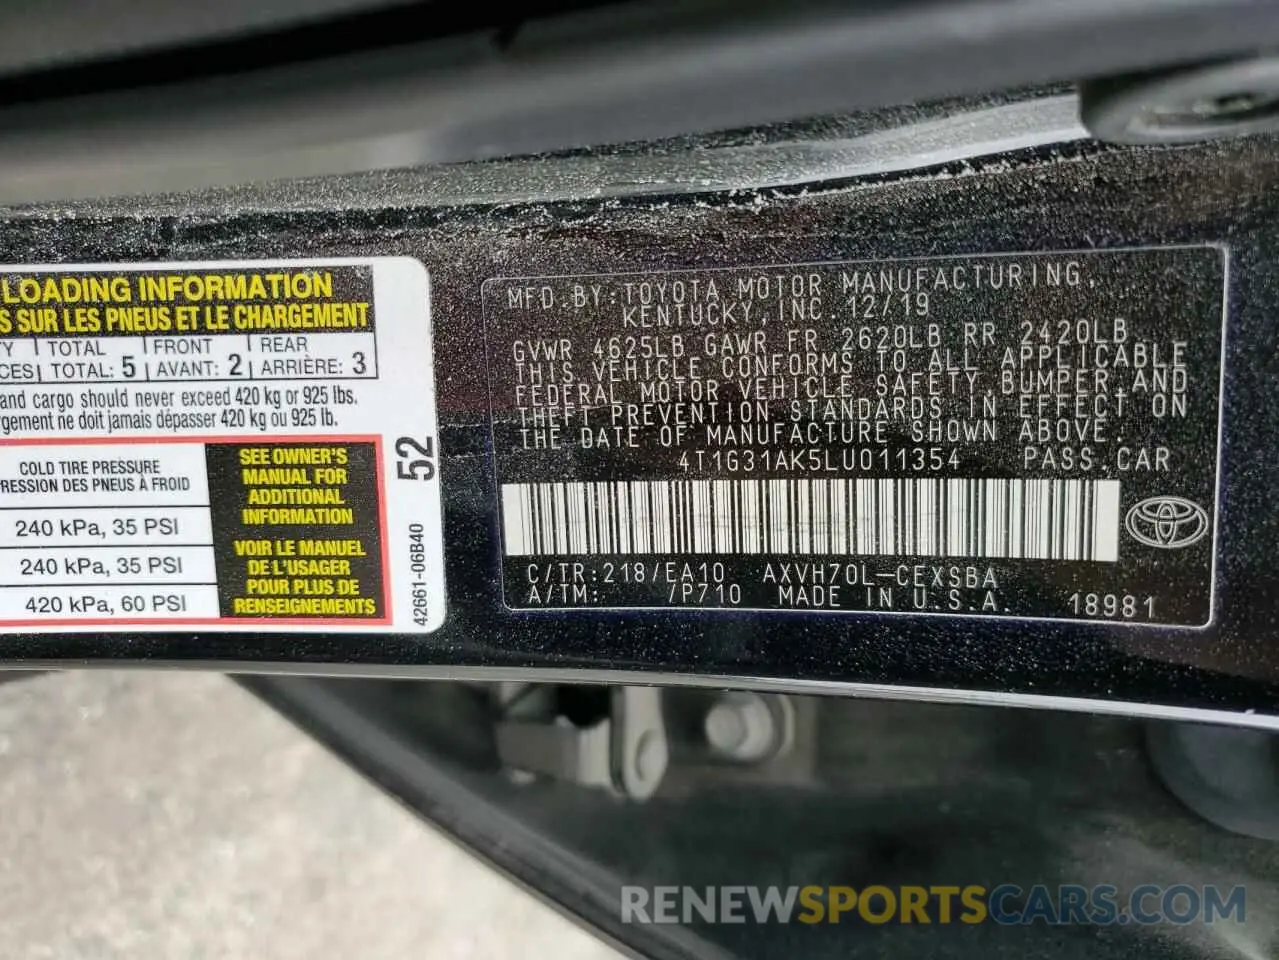 LOADING INFORMATION
S SUR LES PNEUS ET LE CHARGEMENT
TY TOTAL FRONT REAR
CES TOTAL: 5 AVANT: 2 ARRIÈRE: 3
and cargo should never exceed 420 kg or 925 lbs.
rgement ne doit jamais dépasser 420 kg ou 925 lb.
COLD TIRE PRESSURE
RESSION DES PNEUS À FROID
240 kPa, 35 PSI
240 kPa, 35 PSI
420 kPa, 60 PSI
SEE OWNER'S
MANUAL FOR
ADDITIONAL
INFORMATION
VOIR LE MANUEL
DE L'USAGER
POUR PLUS DE
RENSEIGNEMENTS
52
42661-06B40
MFD.BY:TOYOTA MOTOR MANUFACTURING,
KENTUCKY, INC. 12/19
GVWR 4625LB GAWR FR 2620LB RR 2420LB
THIS VEHICLE CONFORMS TO ALL APPLICABLE
FEDERAL MOTOR VEHICLE SAFETY, BUMPER, AND
THEFT PREVENTION STANDARDS IN EFFECT ON
THE DATE OF MANUFACTURE SHOWN ABOVE.
4T1G31AK5LU011354 PASS.CAR
C/TR:218/EA10 AXVH70L-CEXSBA
A/TM: /P710 MADE IN U.S.A. 18981
RENEWSPORTSCARS.COM